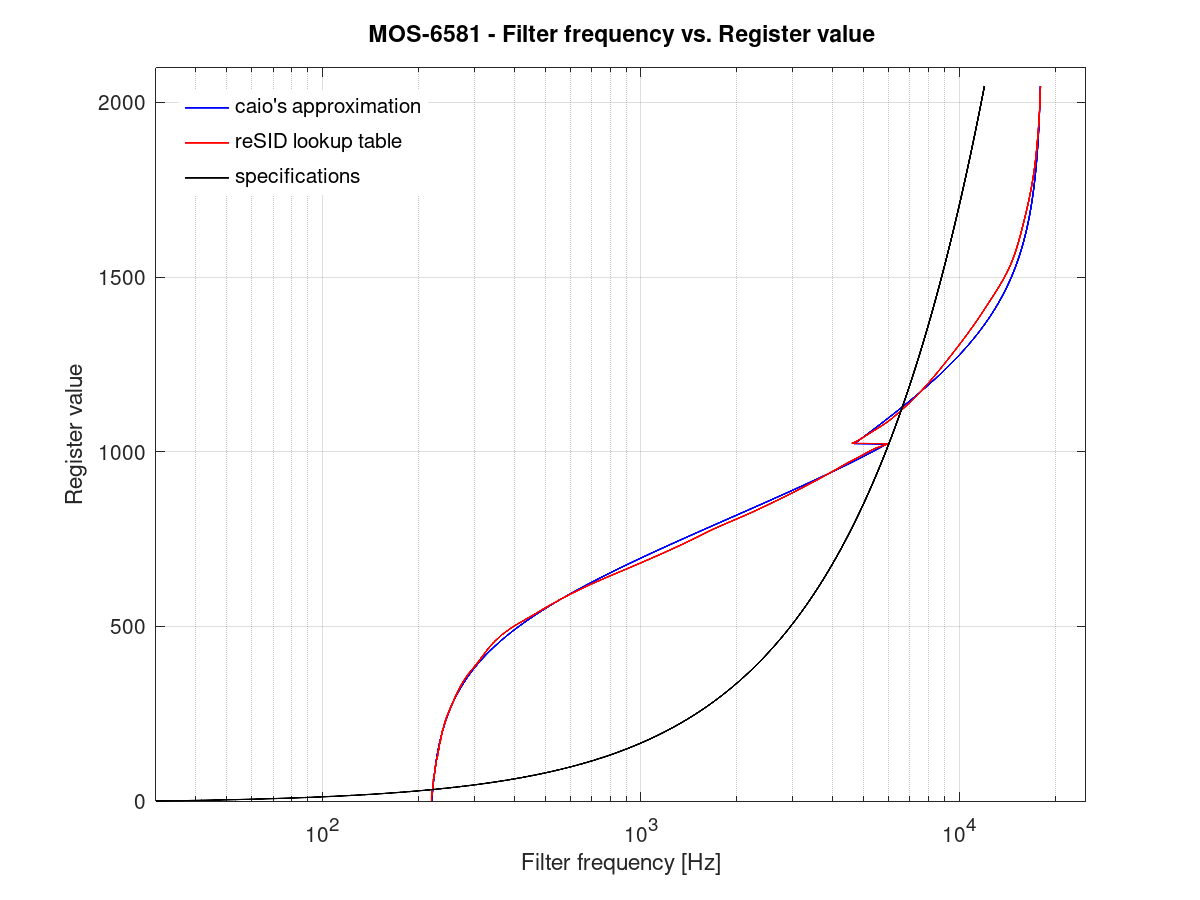 MOS-6581 - Filter frequency vs. Register value
caio's approximation
reSID lookup table
specifications
Register value
2000
1500
1000
500
0
10^2
10^3
10^4
Filter frequency [Hz]